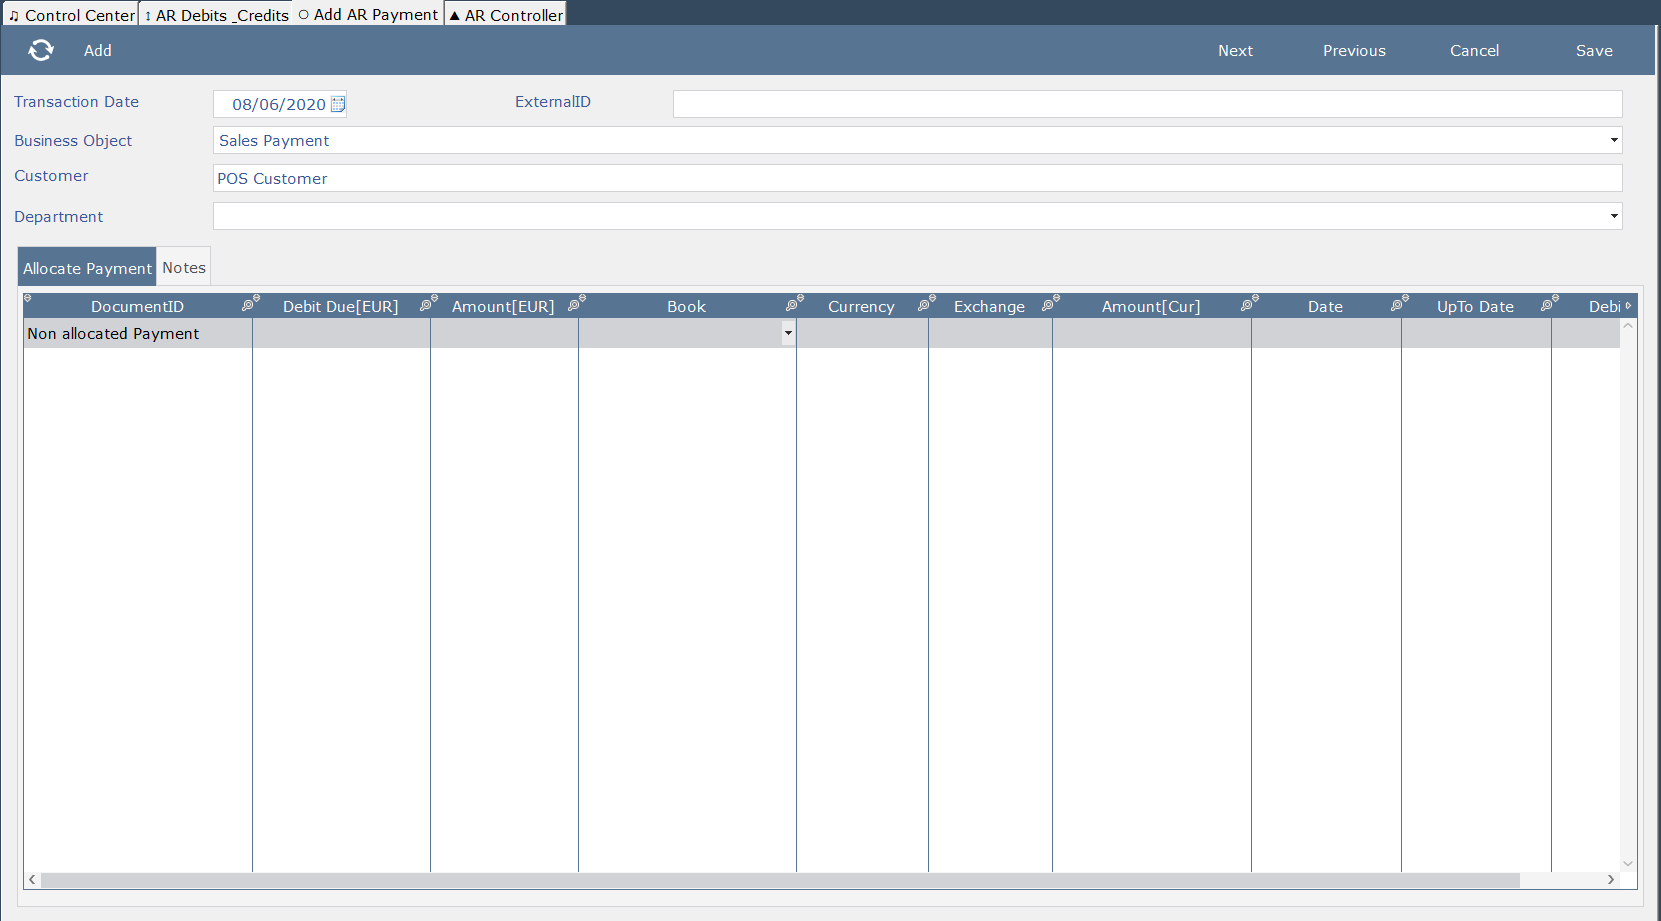 ♫ Control Center ↕ AR Debits _Credits ○ Add AR Payment ▲ AR Controller
Add Next Previous Cancel Save
Transaction Date 08/06/2020 ExternalID
Business Object Sales Payment
Customer POS Customer
Department
Allocate Payment Notes
DocumentID Debit Due[EUR] Amount[EUR] Book Currency Exchange Amount[Cur] Date UpTo Date Debi
Non allocated Payment